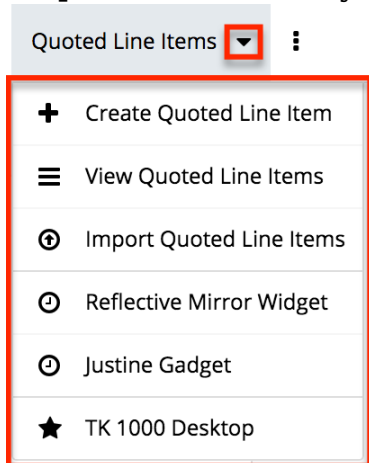 Quoted Line Items
Create Quoted Line Item
View Quoted Line Items
Import Quoted Line Items
Reflective Mirror Widget
Justine Gadget
TK 1000 Desktop